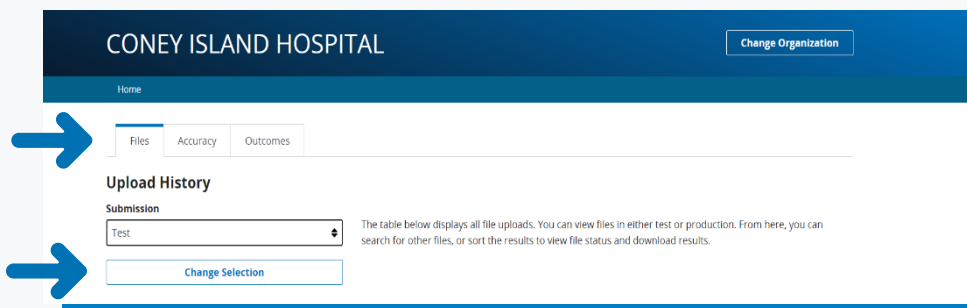 CONEY ISLAND HOSPITAL
Change Organization
Home
Files Accuracy Outcomes
Upload History
Submission
Test
The table below displays all file uploads. You can view files in either test or production. From here, you can
search for other files, or sort the results to view file status and download results.
Change Selection